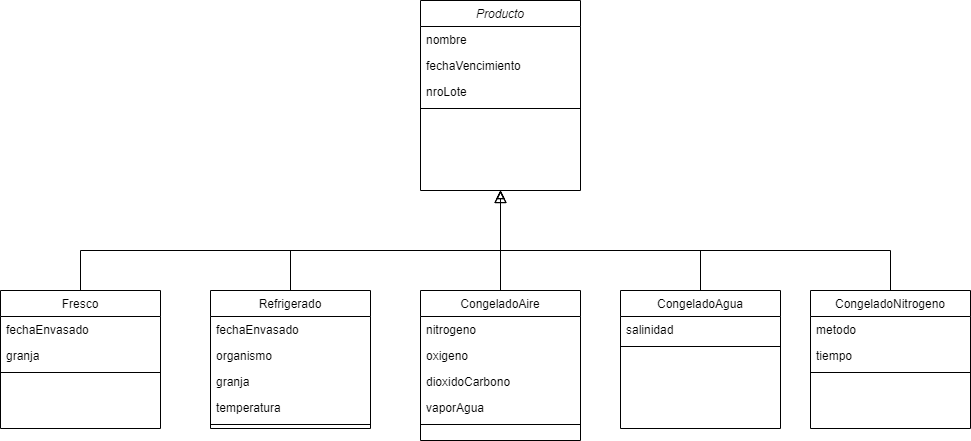 Producto
nombre
fechaVencimiento
nroLote
Fresco
fechaEnvasado
granja
Refrigerado
fechaEnvasado
organismo
granja
temperatura
CongeladoAire
nitrogeno
oxigeno
dioxidoCarbono
vaporAgua
CongeladoAgua
salinidad
CongeladoNitrogeno
metodo
tiempo